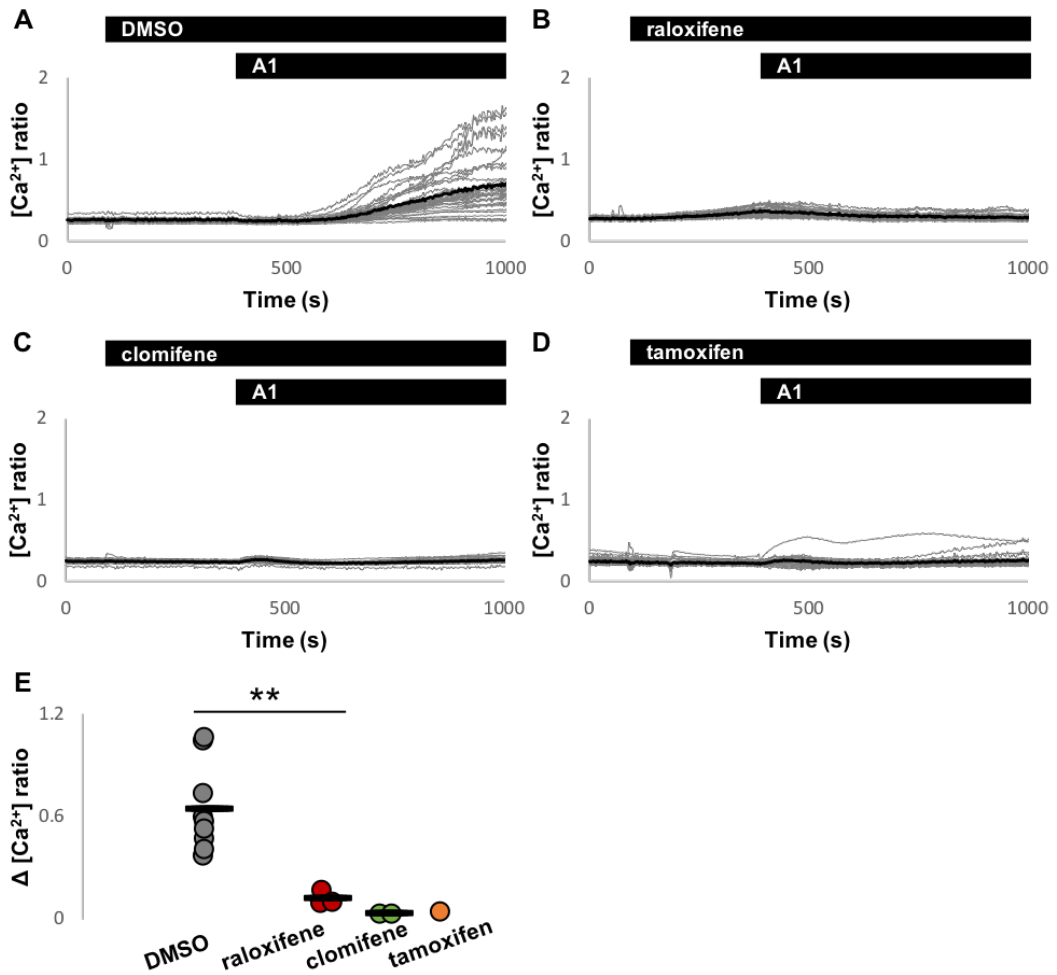 A
DMSO
A1
[Ca²⁺] ratio
2
1
0
0
500
1000
Time (s)
B
raloxifene
A1
[Ca²⁺] ratio
2
1
0
0
500
1000
Time (s)
C
clomifene
A1
[Ca²⁺] ratio
2
1
0
0
500
1000
Time (s)
D
tamoxifen
A1
[Ca²⁺] ratio
2
1
0
0
500
1000
Time (s)
E
**
Δ [Ca²⁺] ratio
1.2
0.6
0
DMSO
raloxifene
clomifene
tamoxifen